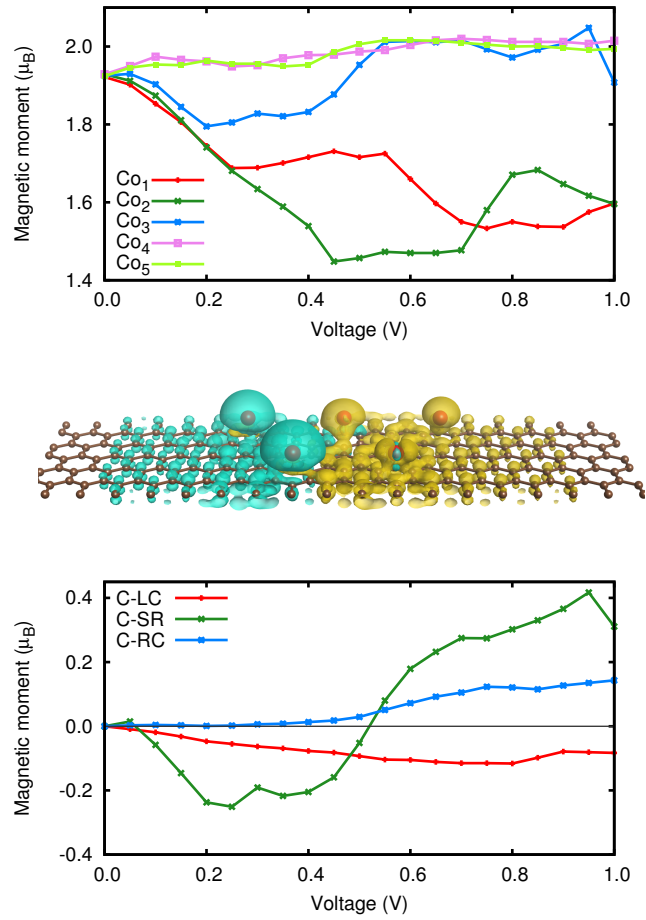 Magnetic moment (μB)
2.0
1.8
1.6
1.4
Co1
Co2
Co3
Co4
Co5
0.0 0.2 0.4 0.6 0.8 1.0
Voltage (V)
Magnetic moment (μB)
0.4
0.2
0.0
-0.2
-0.4
C-LC
C-SR
C-RC
0.0 0.2 0.4 0.6 0.8 1.0
Voltage (V)